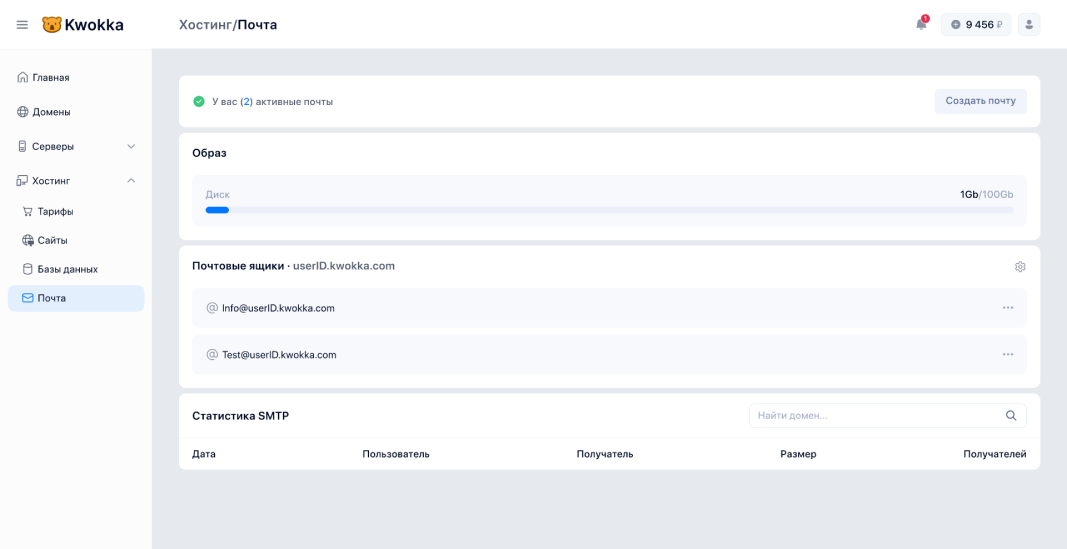 Kwokka
Хостинг/Почта
1
9 456 ₽
Главная
Домены
Серверы
Хостинг
Тарифы
Сайты
Базы данных
Почта
У вас (2) активные почты
Создать почту
Образ
Диск
1Gb/100Gb
Почтовые ящики · userID.kwokka.com
@ Info@userID.kwokka.com
@ Test@userID.kwokka.com
Статистика SMTP
Найти домен...
Дата Пользователь Получатель Размер Получателей